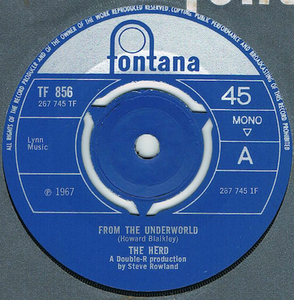 ALL RIGHTS OF THE RECORD PRODUCER AND OF THE OWNER OF THE WORK REPRODUCED RESERVED. COPYING, PUBLIC PERFORMANCE AND BROADCASTING OF THIS RECORD PROHIBITED
fontana
TF 856
267 745 TF
45
MONO
Lynn
Music
A
℗ 1967
267 745 1F
FROM THE UNDERWORLD
(Howard Blaikley)
THE HERD
A Double-R production
by Steve Rowland